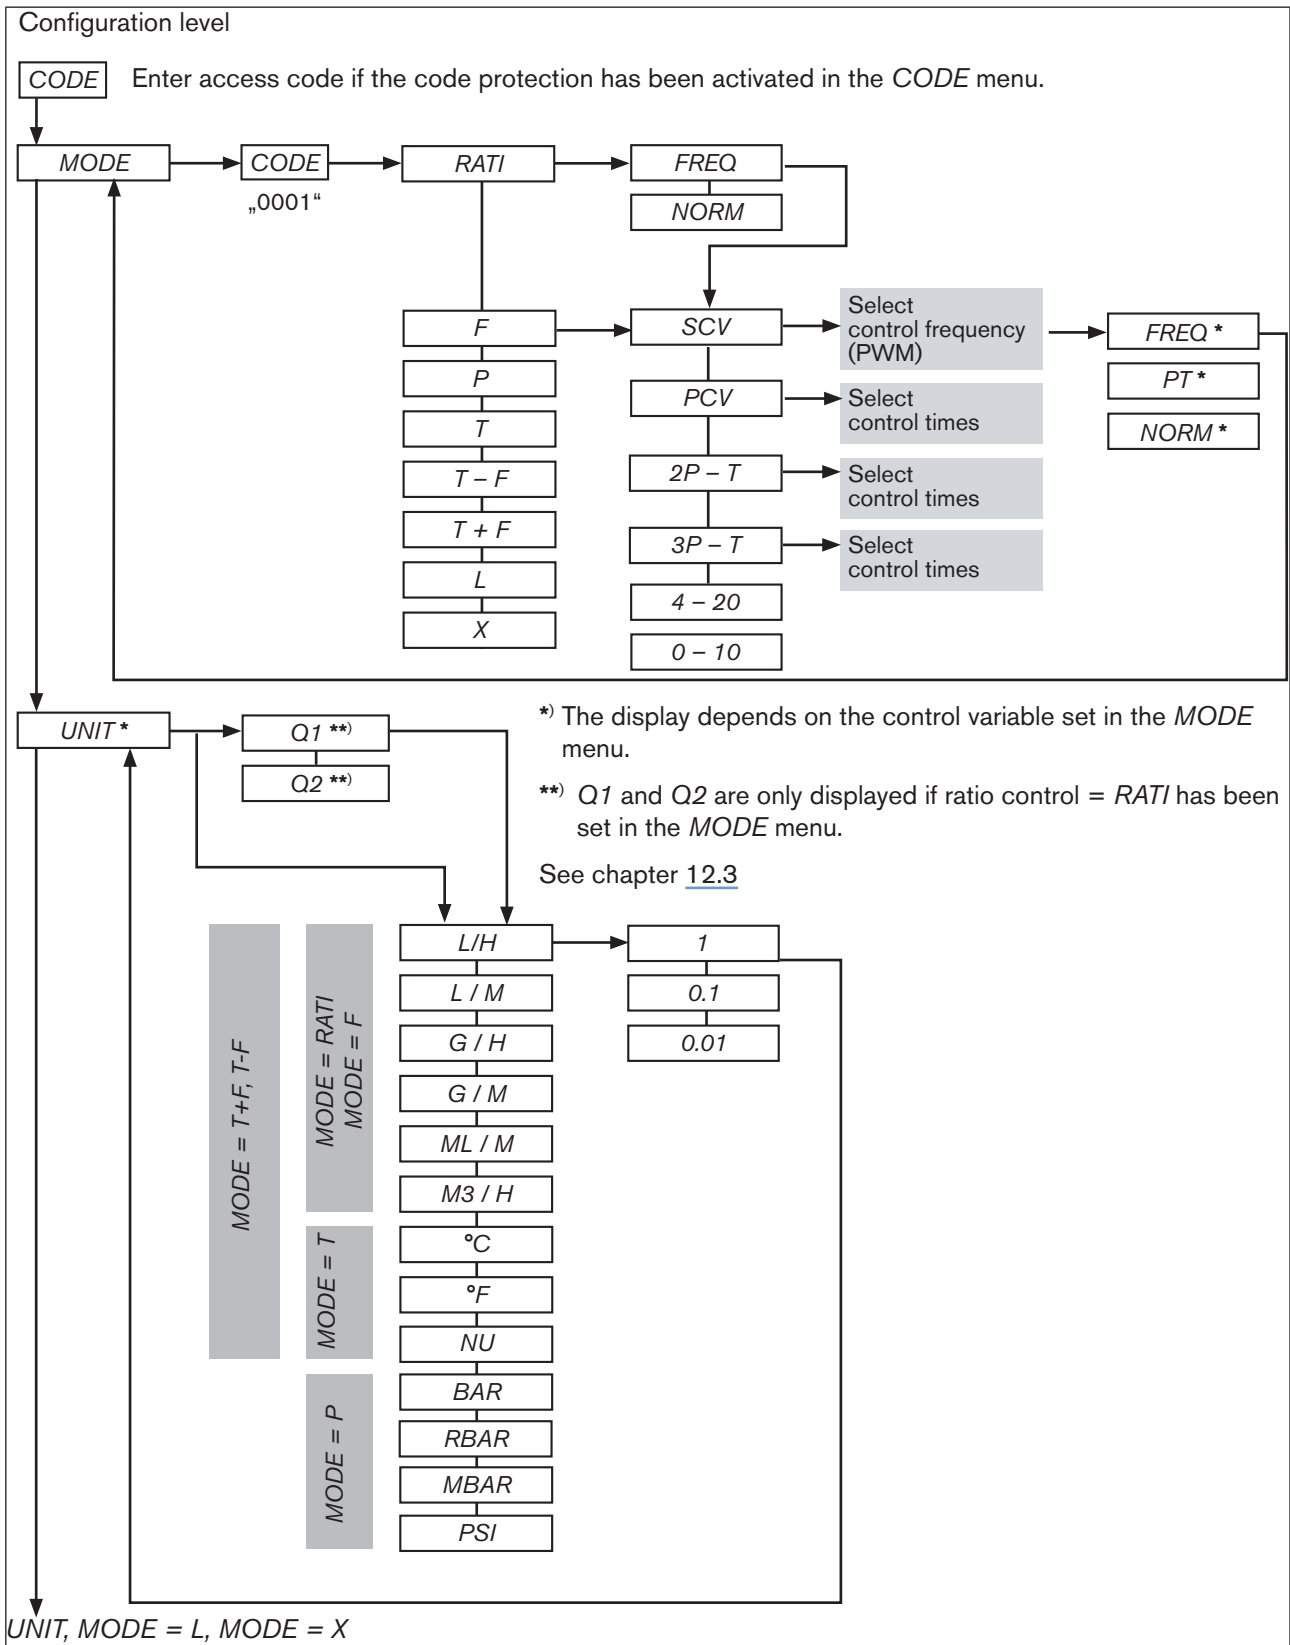 Configuration level
CODE
Enter access code if the code protection has been activated in the CODE menu.
MODE
CODE
„0001“
RATI
FREQ
NORM
F
P
T
T – F
T + F
L
X
SCV
PCV
2P – T
3P – T
4 – 20
0 – 10
Select
control frequency
(PWM)
Select
control times
Select
control times
Select
control times
FREQ *
PT *
NORM *
UNIT *
Q1 **)
Q2 **)
*) The display depends on the control variable set in the MODE
menu.
**) Q1 and Q2 are only displayed if ratio control = RATI has been
set in the MODE menu.
See chapter 12.3
MODE = T+F, T-F
MODE = RATI
MODE = F
MODE = T
MODE = P
L/H
L / M
G / H
G / M
ML / M
M3 / H
°C
°F
NU
BAR
RBAR
MBAR
PSI
1
0.1
0.01
UNIT, MODE = L, MODE = X